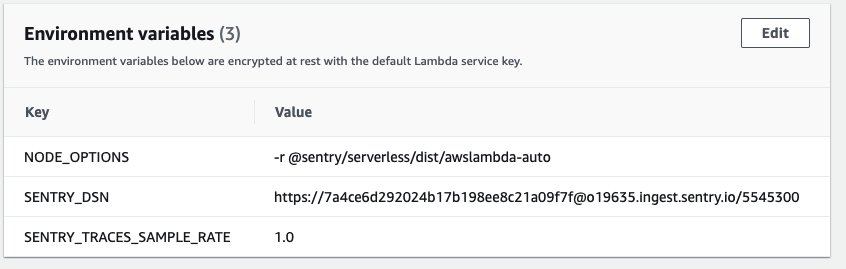 Environment variables (3)
Edit
The environment variables below are encrypted at rest with the default Lambda service key.
Key Value
NODE_OPTIONS -r @sentry/serverless/dist/awslambda-auto
SENTRY_DSN https://7a4ce6d292024b17b198ee8c21a09f7f@o19635.ingest.sentry.io/5545300
SENTRY_TRACES_SAMPLE_RATE 1.0